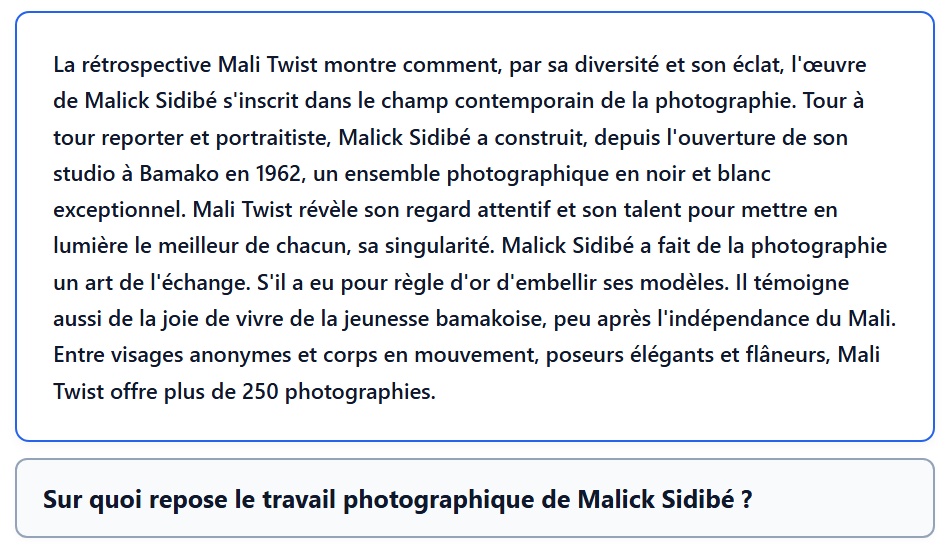 La rétrospective Mali Twist montre comment, par sa diversité et son éclat, l'œuvre
de Malick Sidibé s'inscrit dans le champ contemporain de la photographie. Tour à
tour reporter et portraitiste, Malick Sidibé a construit, depuis l'ouverture de son
studio à Bamako en 1962, un ensemble photographique en noir et blanc
exceptionnel. Mali Twist révèle son regard attentif et son talent pour mettre en
lumière le meilleur de chacun, sa singularité. Malick Sidibé a fait de la photographie
un art de l'échange. S'il a eu pour règle d'or d'embellir ses modèles. Il témoigne
aussi de la joie de vivre de la jeunesse bamakoise, peu après l'indépendance du Mali.
Entre visages anonymes et corps en mouvement, poseurs élégants et flâneurs, Mali
Twist offre plus de 250 photographies.
Sur quoi repose le travail photographique de Malick Sidibé ?